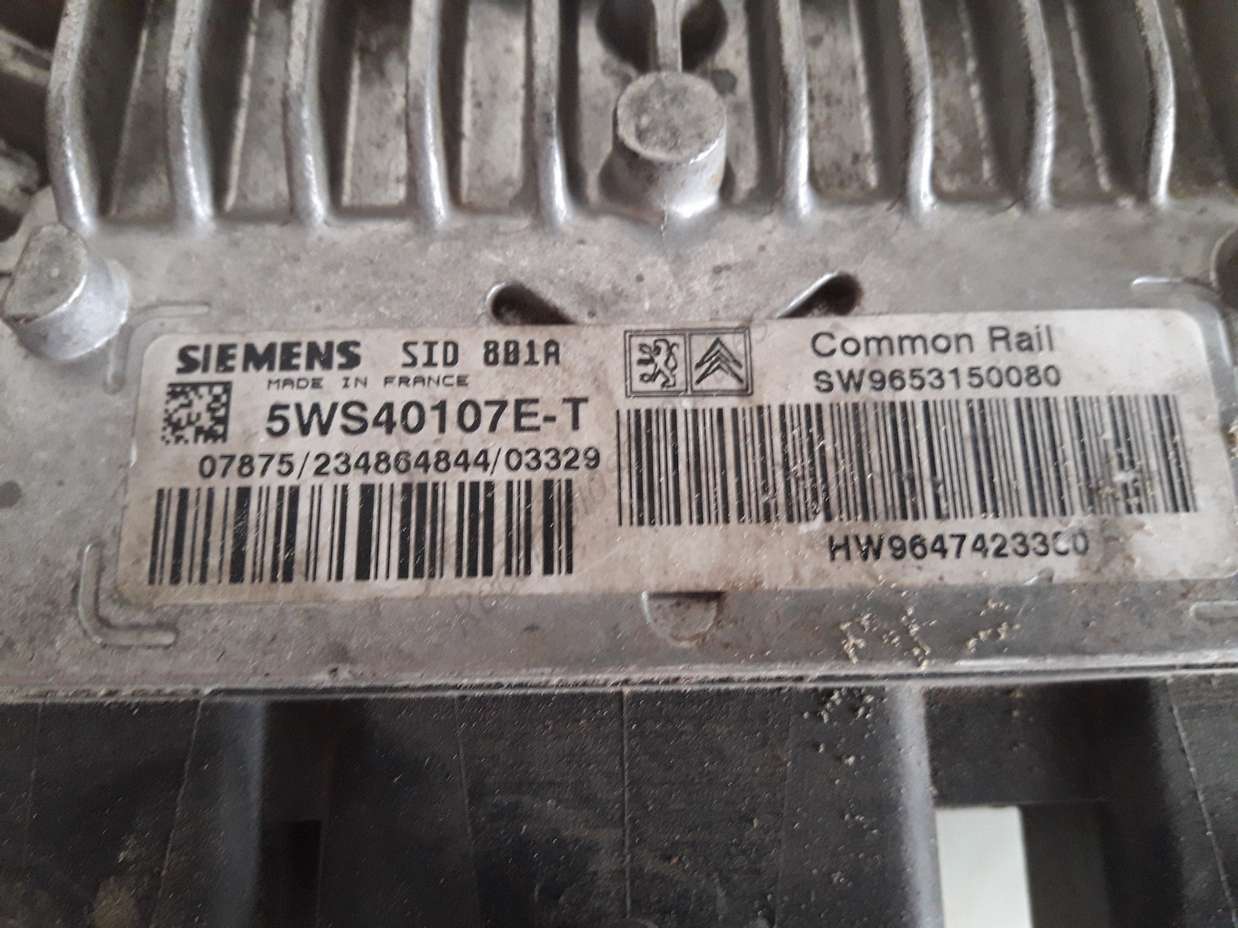 SIEMENS SID 801A
MADE IN FRANCE
5WS40107E-T
07875/234864844/03329
Common Rail
SW9653150080